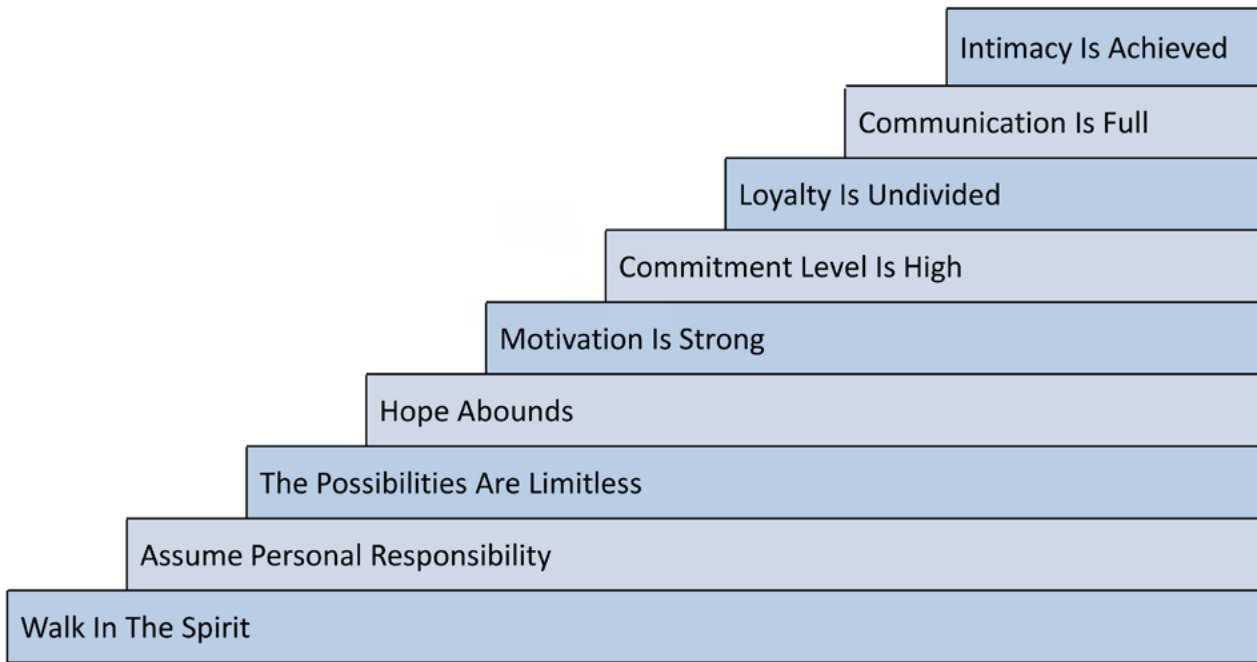 Intimacy Is Achieved
Communication Is Full
Loyalty Is Undivided
Commitment Level Is High
Motivation Is Strong
Hope Abounds
The Possibilities Are Limitless
Assume Personal Responsibility
Walk In The Spirit